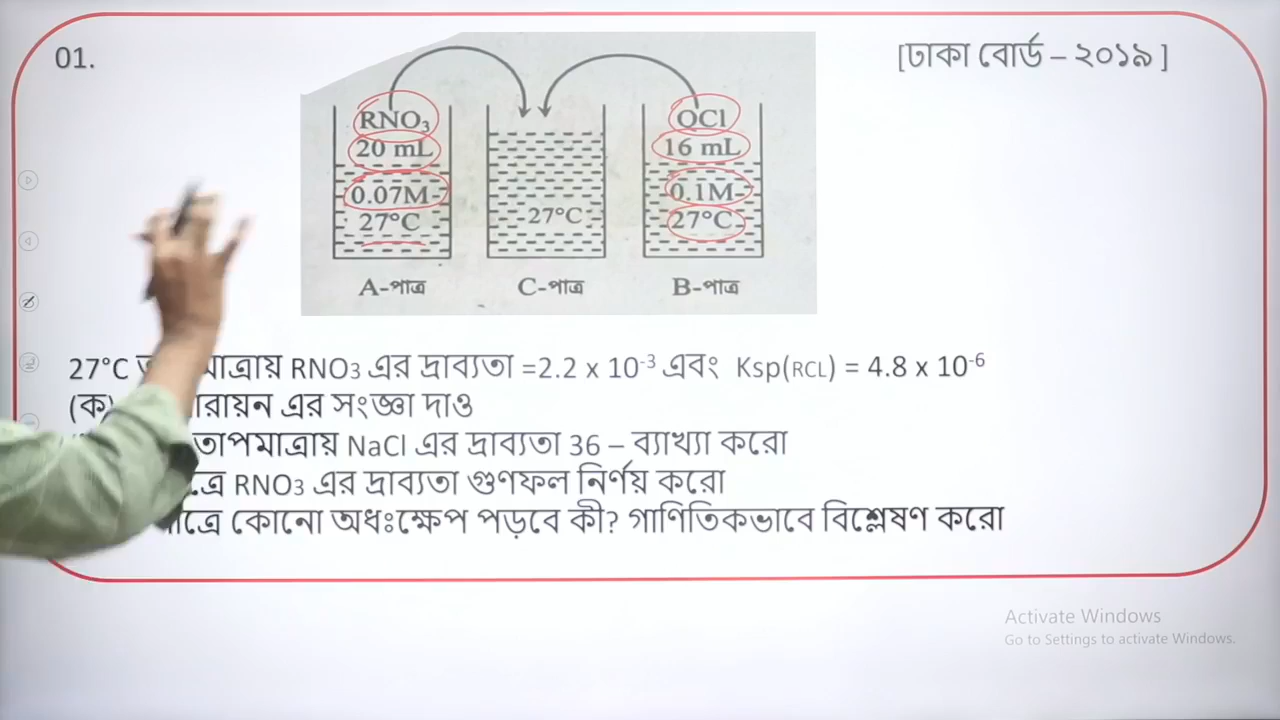 01.
[ঢাকা বোর্ড – ২০১৯ ]
RNO3
QCl
20 mL
16 mL
0.07M
0.1M
27°C
27°C
27°C
A-পাত্র
C-পাত্র
B-পাত্র
27°C RNO3 এর দ্রাব্যতা =2.2 x 10-3 এবং Ksp(RCL) = 4.8 x 10-6
(ক) এর সংজ্ঞা দাও
তাপমাত্রায় NaCl এর দ্রাব্যতা 36 – ব্যাখ্যা করো
RNO3 এর দ্রাব্যতা গুণফল নির্ণয় করো
কোনো অধঃক্ষেপ পড়বে কী? গাণিতিকভাবে বিশ্লেষণ করো
Activate Windows
Go to Settings to activate Windows.